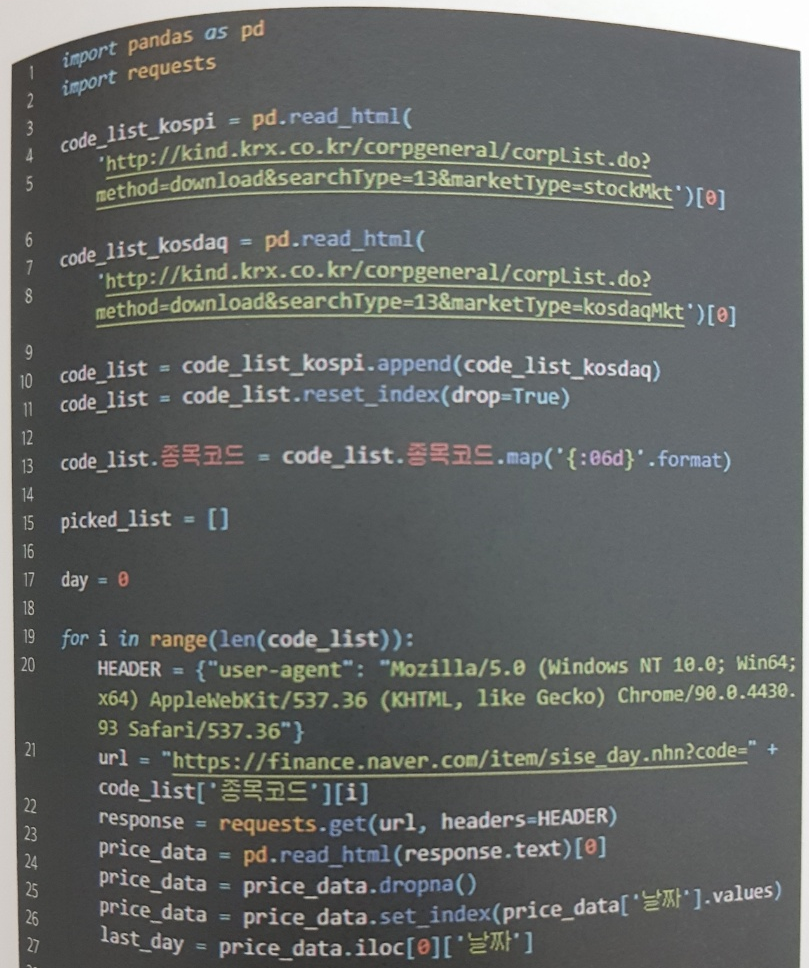 1 import pandas as pd
2 import requests
3
4 code_list_kospi = pd.read_html(
5 'http://kind.krx.co.kr/corpgeneral/corpList.do?
method=download&searchType=13&marketType=stockMkt')[0]
6
7 code_list_kosdaq = pd.read_html(
8 'http://kind.krx.co.kr/corpgeneral/corpList.do?
method=download&searchType=13&marketType=kosdaqMkt')[0]
9
10 code_list = code_list_kospi.append(code_list_kosdaq)
11 code_list = code_list.reset_index(drop=True)
12
13 code_list.종목코드 = code_list.종목코드.map('{:06d}'.format)
14
15 picked_list = []
16
17 day = 0
18
19 for i in range(len(code_list)):
20 HEADER = {"user-agent": "Mozilla/5.0 (Windows NT 10.0; Win64;
x64) AppleWebKit/537.36 (KHTML, like Gecko) Chrome/90.0.4430.
93 Safari/537.36"}
21 url = "https://finance.naver.com/item/sise_day.nhn?code=" +
code_list['종목코드'][i]
22 response = requests.get(url, headers=HEADER)
23 price_data = pd.read_html(response.text)[0]
24 price_data = price_data.dropna()
25 price_data = price_data.set_index(price_data['날짜'].values)
26 last_day = price_data.iloc[0]['날짜']
27